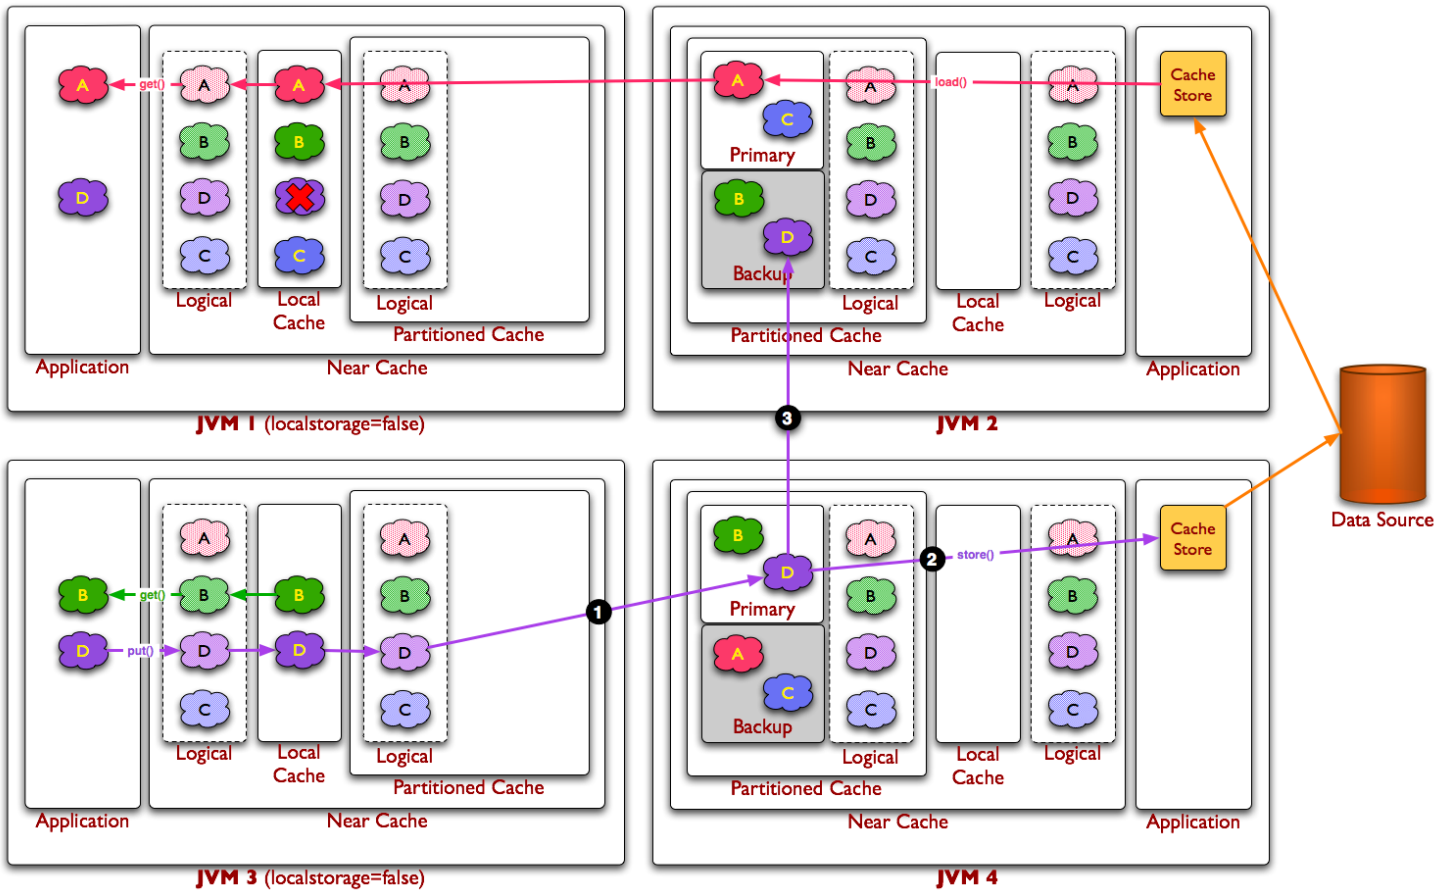 A
get()
A
A
A
B
B
B
D
D
D
C
C
C
Logical
Local
Cache
Logical
Partitioned Cache
Application
Near Cache
JVM 1 (localstorage=false)
A
C
Primary
B
D
Backup
A
B
D
C
Logical
Partitioned Cache
load()
Local
Cache
A
B
D
C
Logical
Near Cache
Cache
Store
Application
JVM 2
3
Data Source
A
A
B
get()
B
B
B
D
put()
D
D
D
C
C
Logical
Local
Cache
Logical
Partitioned Cache
Application
Near Cache
JVM 3 (localstorage=false)
1
B
D
Primary
A
C
Backup
A
B
D
C
Logical
Partitioned Cache
2
store()
Local
Cache
A
B
D
C
Logical
Near Cache
Cache
Store
Application
JVM 4